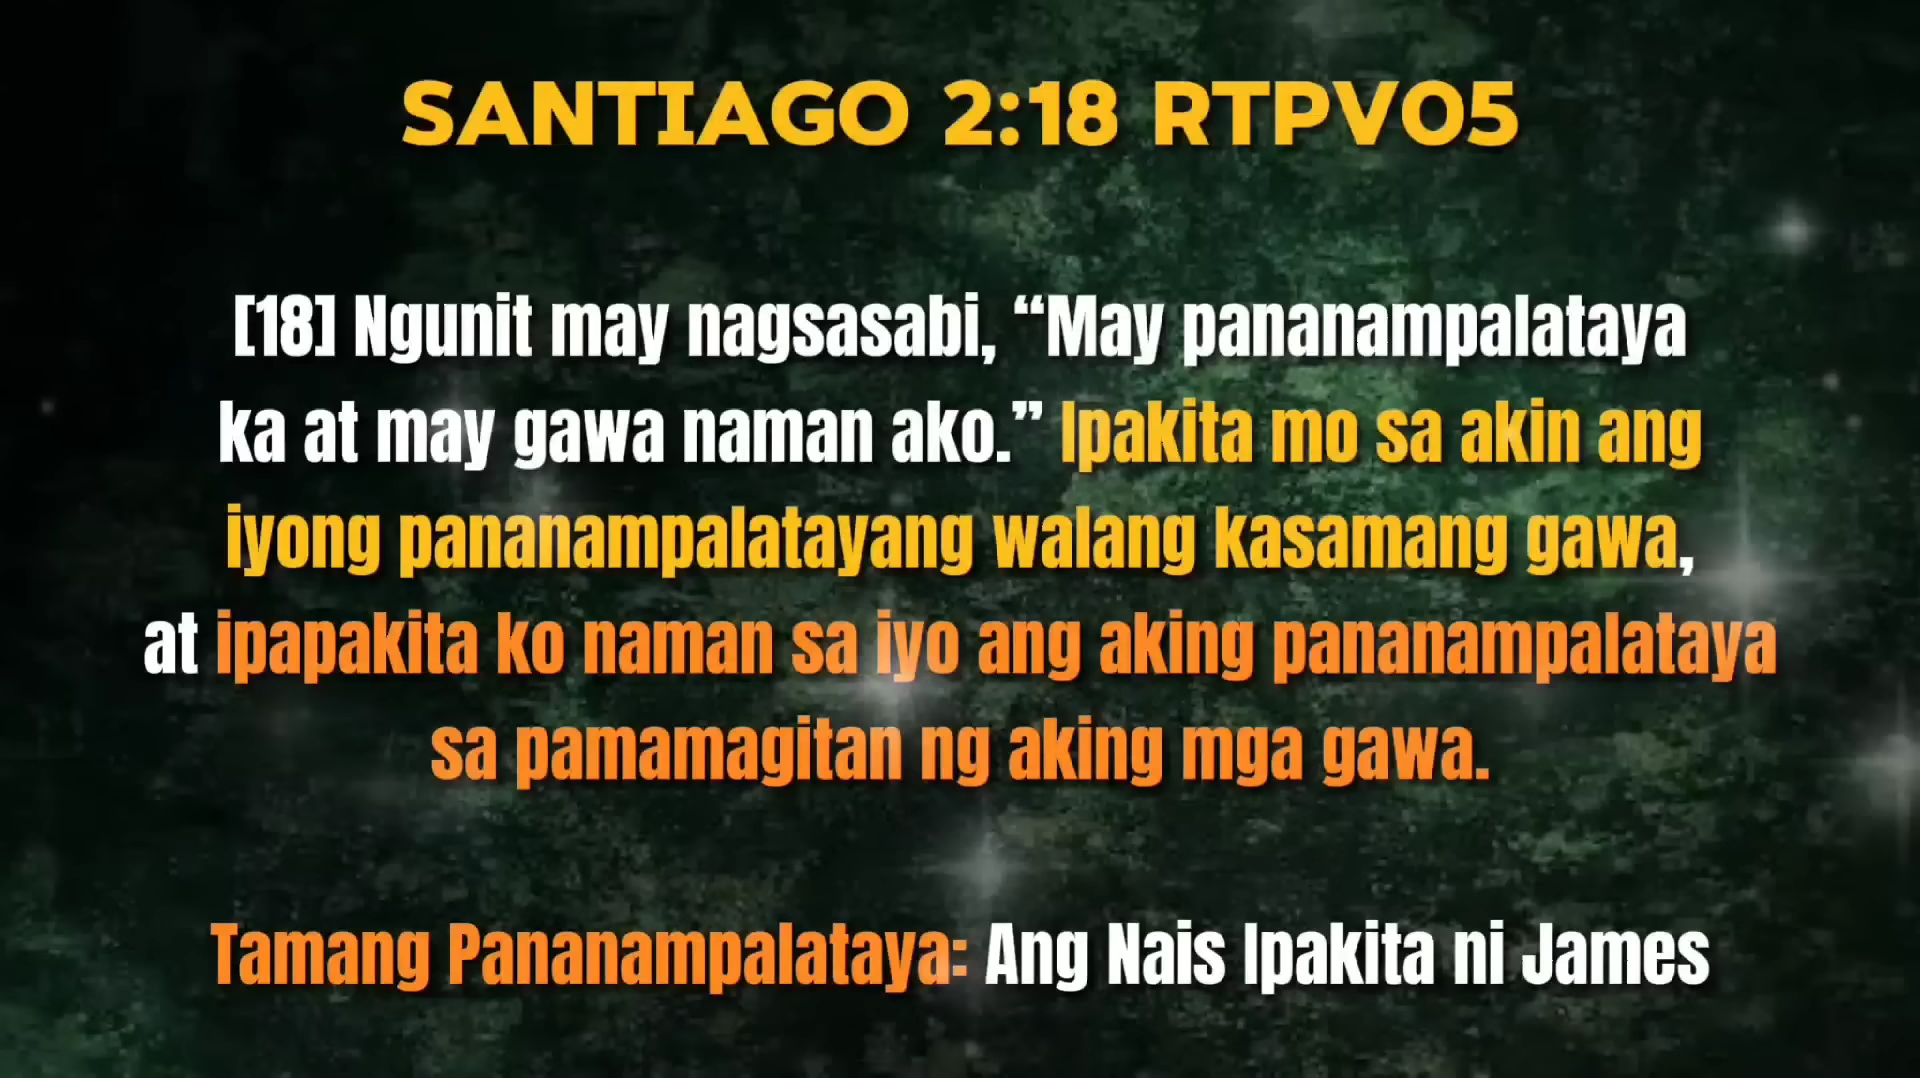 SANTIAGO 2:18 RTPV05
[18] Ngunit may nagsasabi, “May pananampalataya
ka at may gawa naman ako.” Ipakita mo sa akin ang
iyong pananampalatayang walang kasamang gawa,
at ipapakita ko naman sa iyo ang aking pananampalataya
sa pamamagitan ng aking mga gawa.
Tamang Pananampalataya: Ang Nais Ipakita ni James